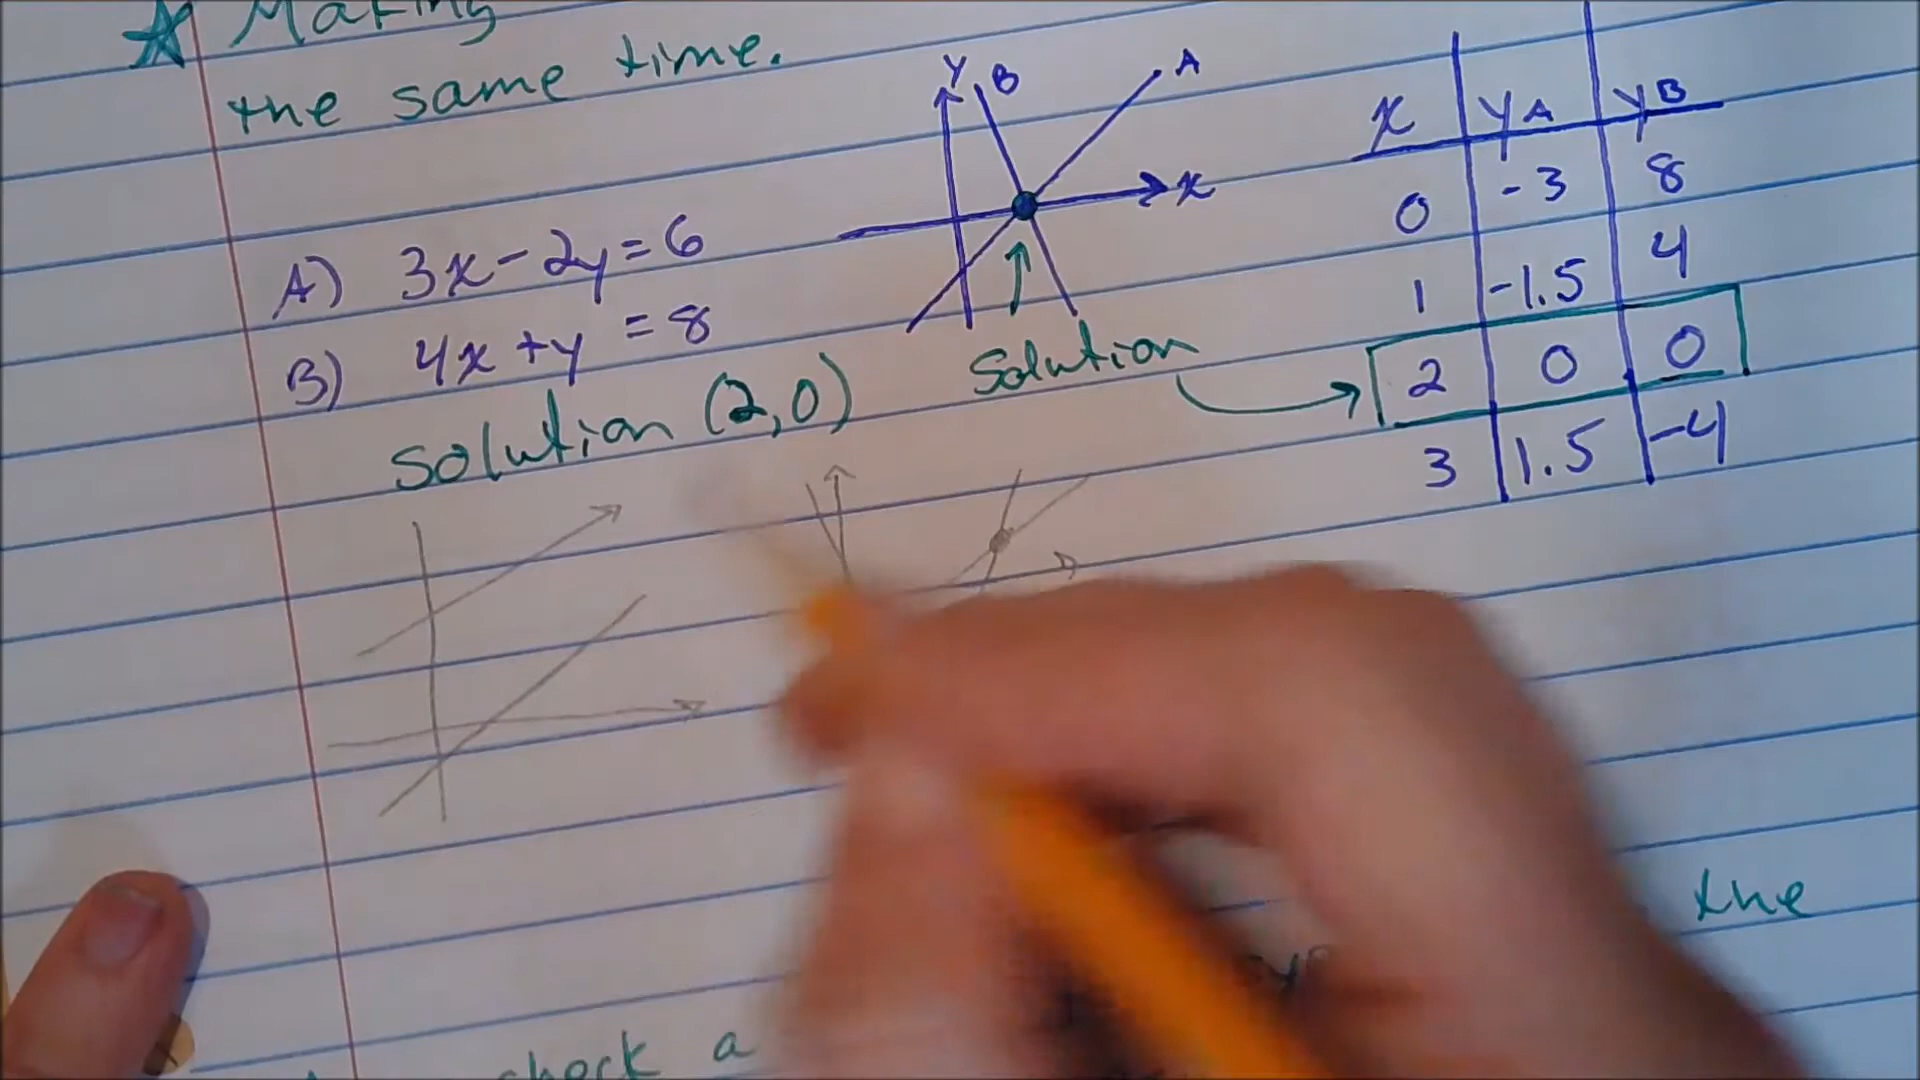 Making
the same time.
A) 3x - 2y = 6
B) 4x + y = 8
Solution (2,0)
y B A
x
Solution
x yA yB
0 -3 8
1 -1.5 4
2 0 0
3 1.5 -4
the
check a